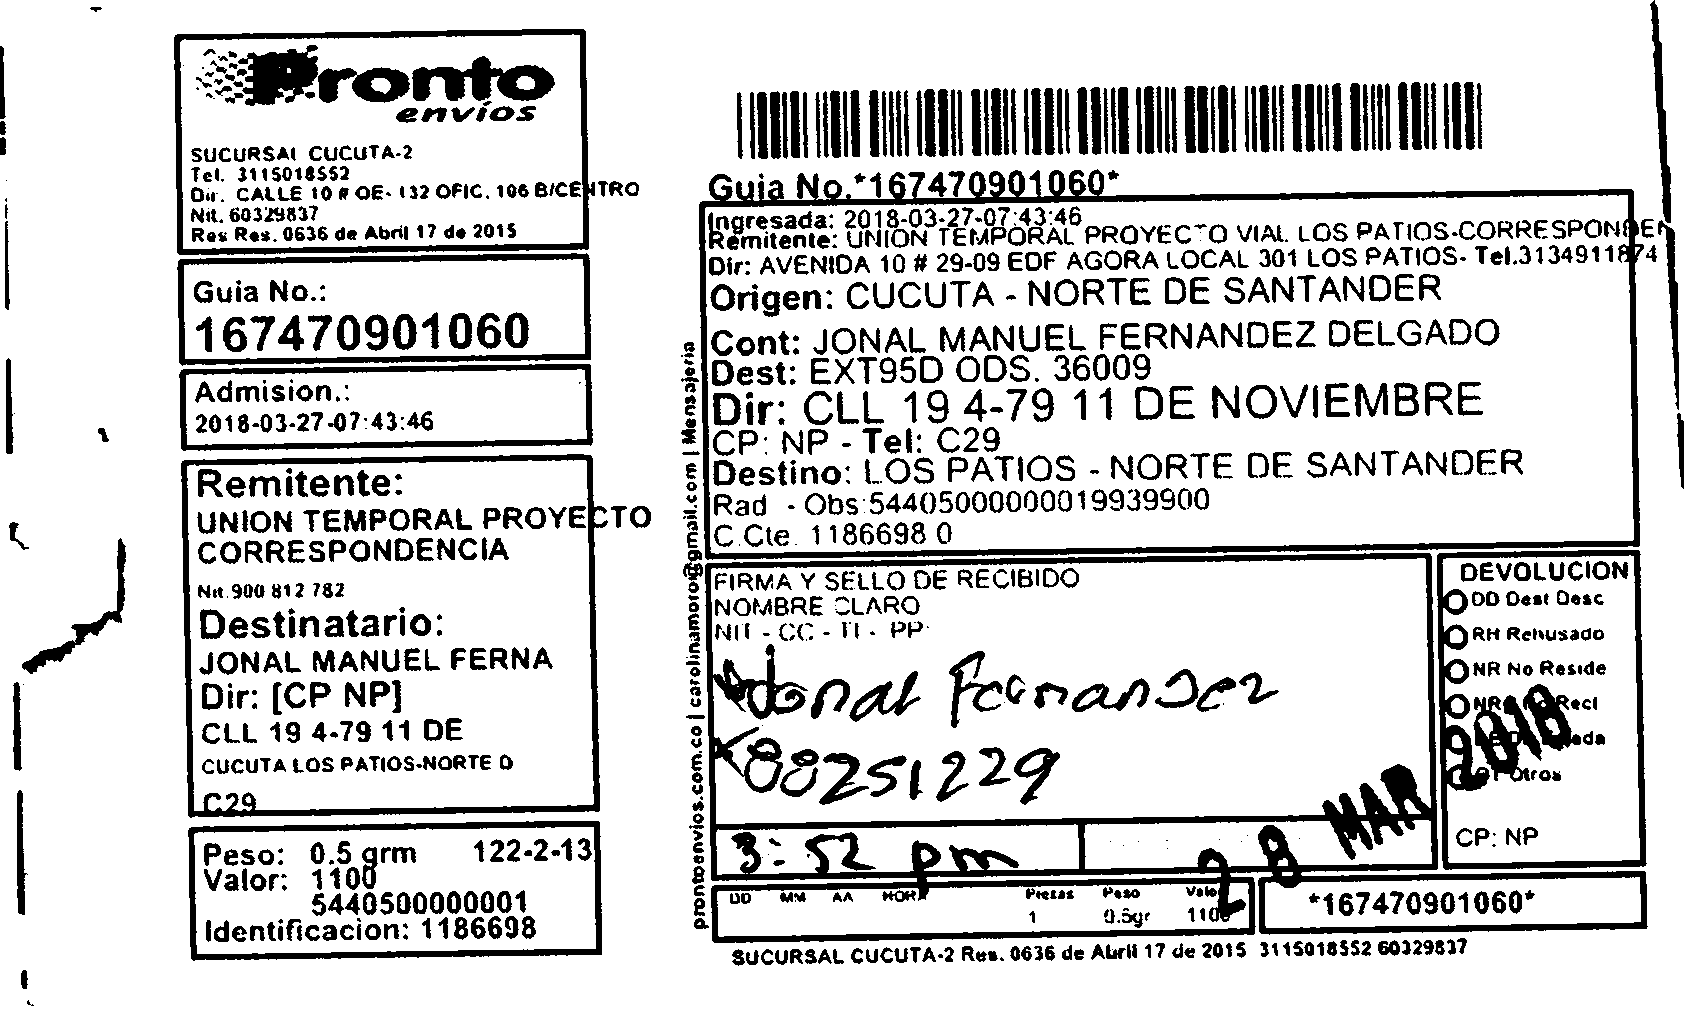 Pronto
envíos
SUCURSAL CUCUTA-2
Tel. 3115018552
Dir. CALLE 10 # OE- 132 OFIC. 106 B/CENTRO
Nit. 60329837
Res Res. 0636 de Abril 17 de 2015
Guia No.:
167470901060
Admision.:
2018-03-27-07:43:46
Remitente:
UNION TEMPORAL PROYECTO
CORRESPONDENCIA
Nit.900 812 782
Destinatario:
JONAL MANUEL FERNA
Dir: [CP NP]
CLL 19 4-79 11 DE
CUCUTA LOS PATIOS-NORTE D
C29
Peso: 0.5 grm 122-2-13
Valor: 1100
5440500000001
Identificacion: 1186698
Guia No.*167470901060*
Ingresada: 2018-03-27-07:43:46
Remitente: UNION TEMPORAL PROYECTO VIAL LOS PATIOS-CORRESPONDEN
Dir: AVENIDA 10 # 29-09 EDF AGORA LOCAL 301 LOS PATIOS- Tel.3134911874
Origen: CUCUTA - NORTE DE SANTANDER
Cont: JONAL MANUEL FERNANDEZ DELGADO
Dest: EXT95D ODS. 36009
Dir: CLL 19 4-79 11 DE NOVIEMBRE
CP: NP - Tel: C29
Destino: LOS PATIOS - NORTE DE SANTANDER
Rad - Obs:54405000000019939900
C.Cte. 1186698 0
prontoenvios.com.co | carolinamoro@gmail.com | Mensajeria
FIRMA Y SELLO DE RECIBIDO
NOMBRE CLARO
NIT - CC - TI - PP
Jonal Fernandez
88251229
3:52 pm
28 MAR 2018
DEVOLUCION
DD Dest Desc
RH Rehusado
NR No Reside
Recl
Otros
CP: NP
DD MM AA HORA Piezas Peso Valor
1 0.5gr 1100
*167470901060*
SUCURSAL CUCUTA-2 Res. 0636 de Abril 17 de 2015 3115018552 60329837